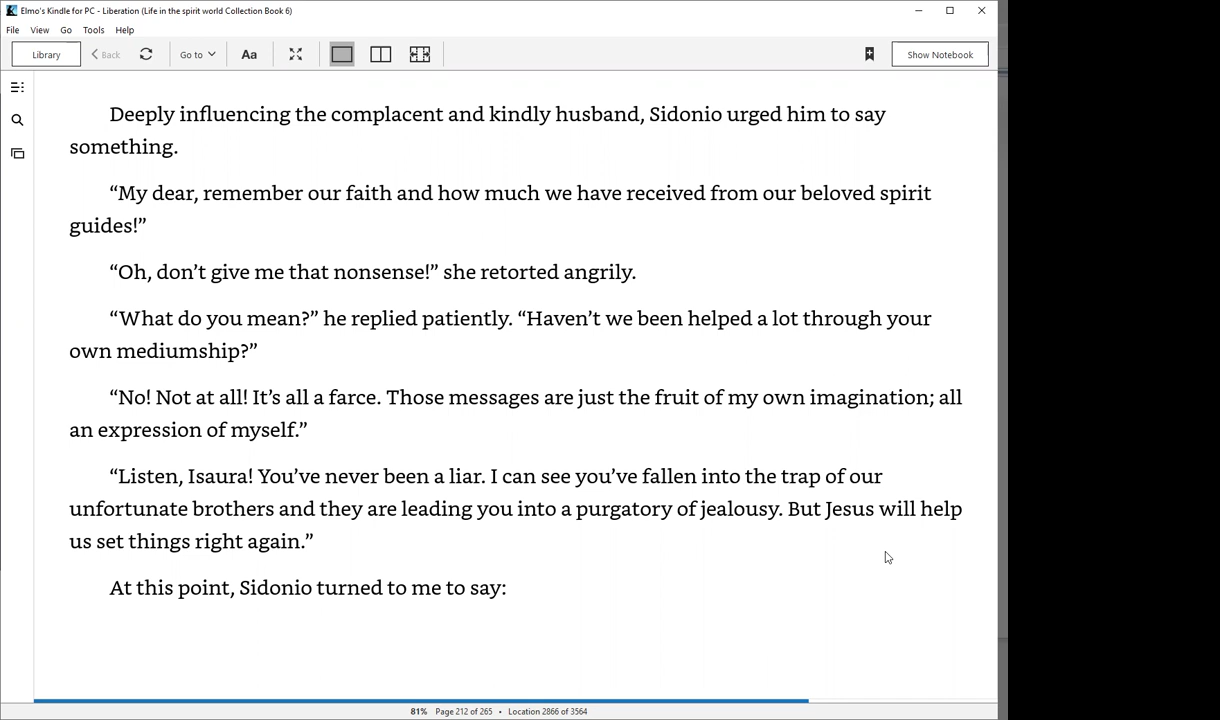 Elmo's Kindle for PC - Liberation (Life in the spirit world Collection Book 6)
File View Go Tools Help
Library Back Go to Aa Show Notebook
Deeply influencing the complacent and kindly husband, Sidonio urged him to say
something.
“My dear, remember our faith and how much we have received from our beloved spirit
guides!”
“Oh, don’t give me that nonsense!” she retorted angrily.
“What do you mean?” he replied patiently. “Haven’t we been helped a lot through your
own mediumship?”
“No! Not at all! It’s all a farce. Those messages are just the fruit of my own imagination; all
an expression of myself.”
“Listen, Isaura! You’ve never been a liar. I can see you’ve fallen into the trap of our
unfortunate brothers and they are leading you into a purgatory of jealousy. But Jesus will help
us set things right again.”
At this point, Sidonio turned to me to say:
81% Page 212 of 265 • Location 2866 of 3564